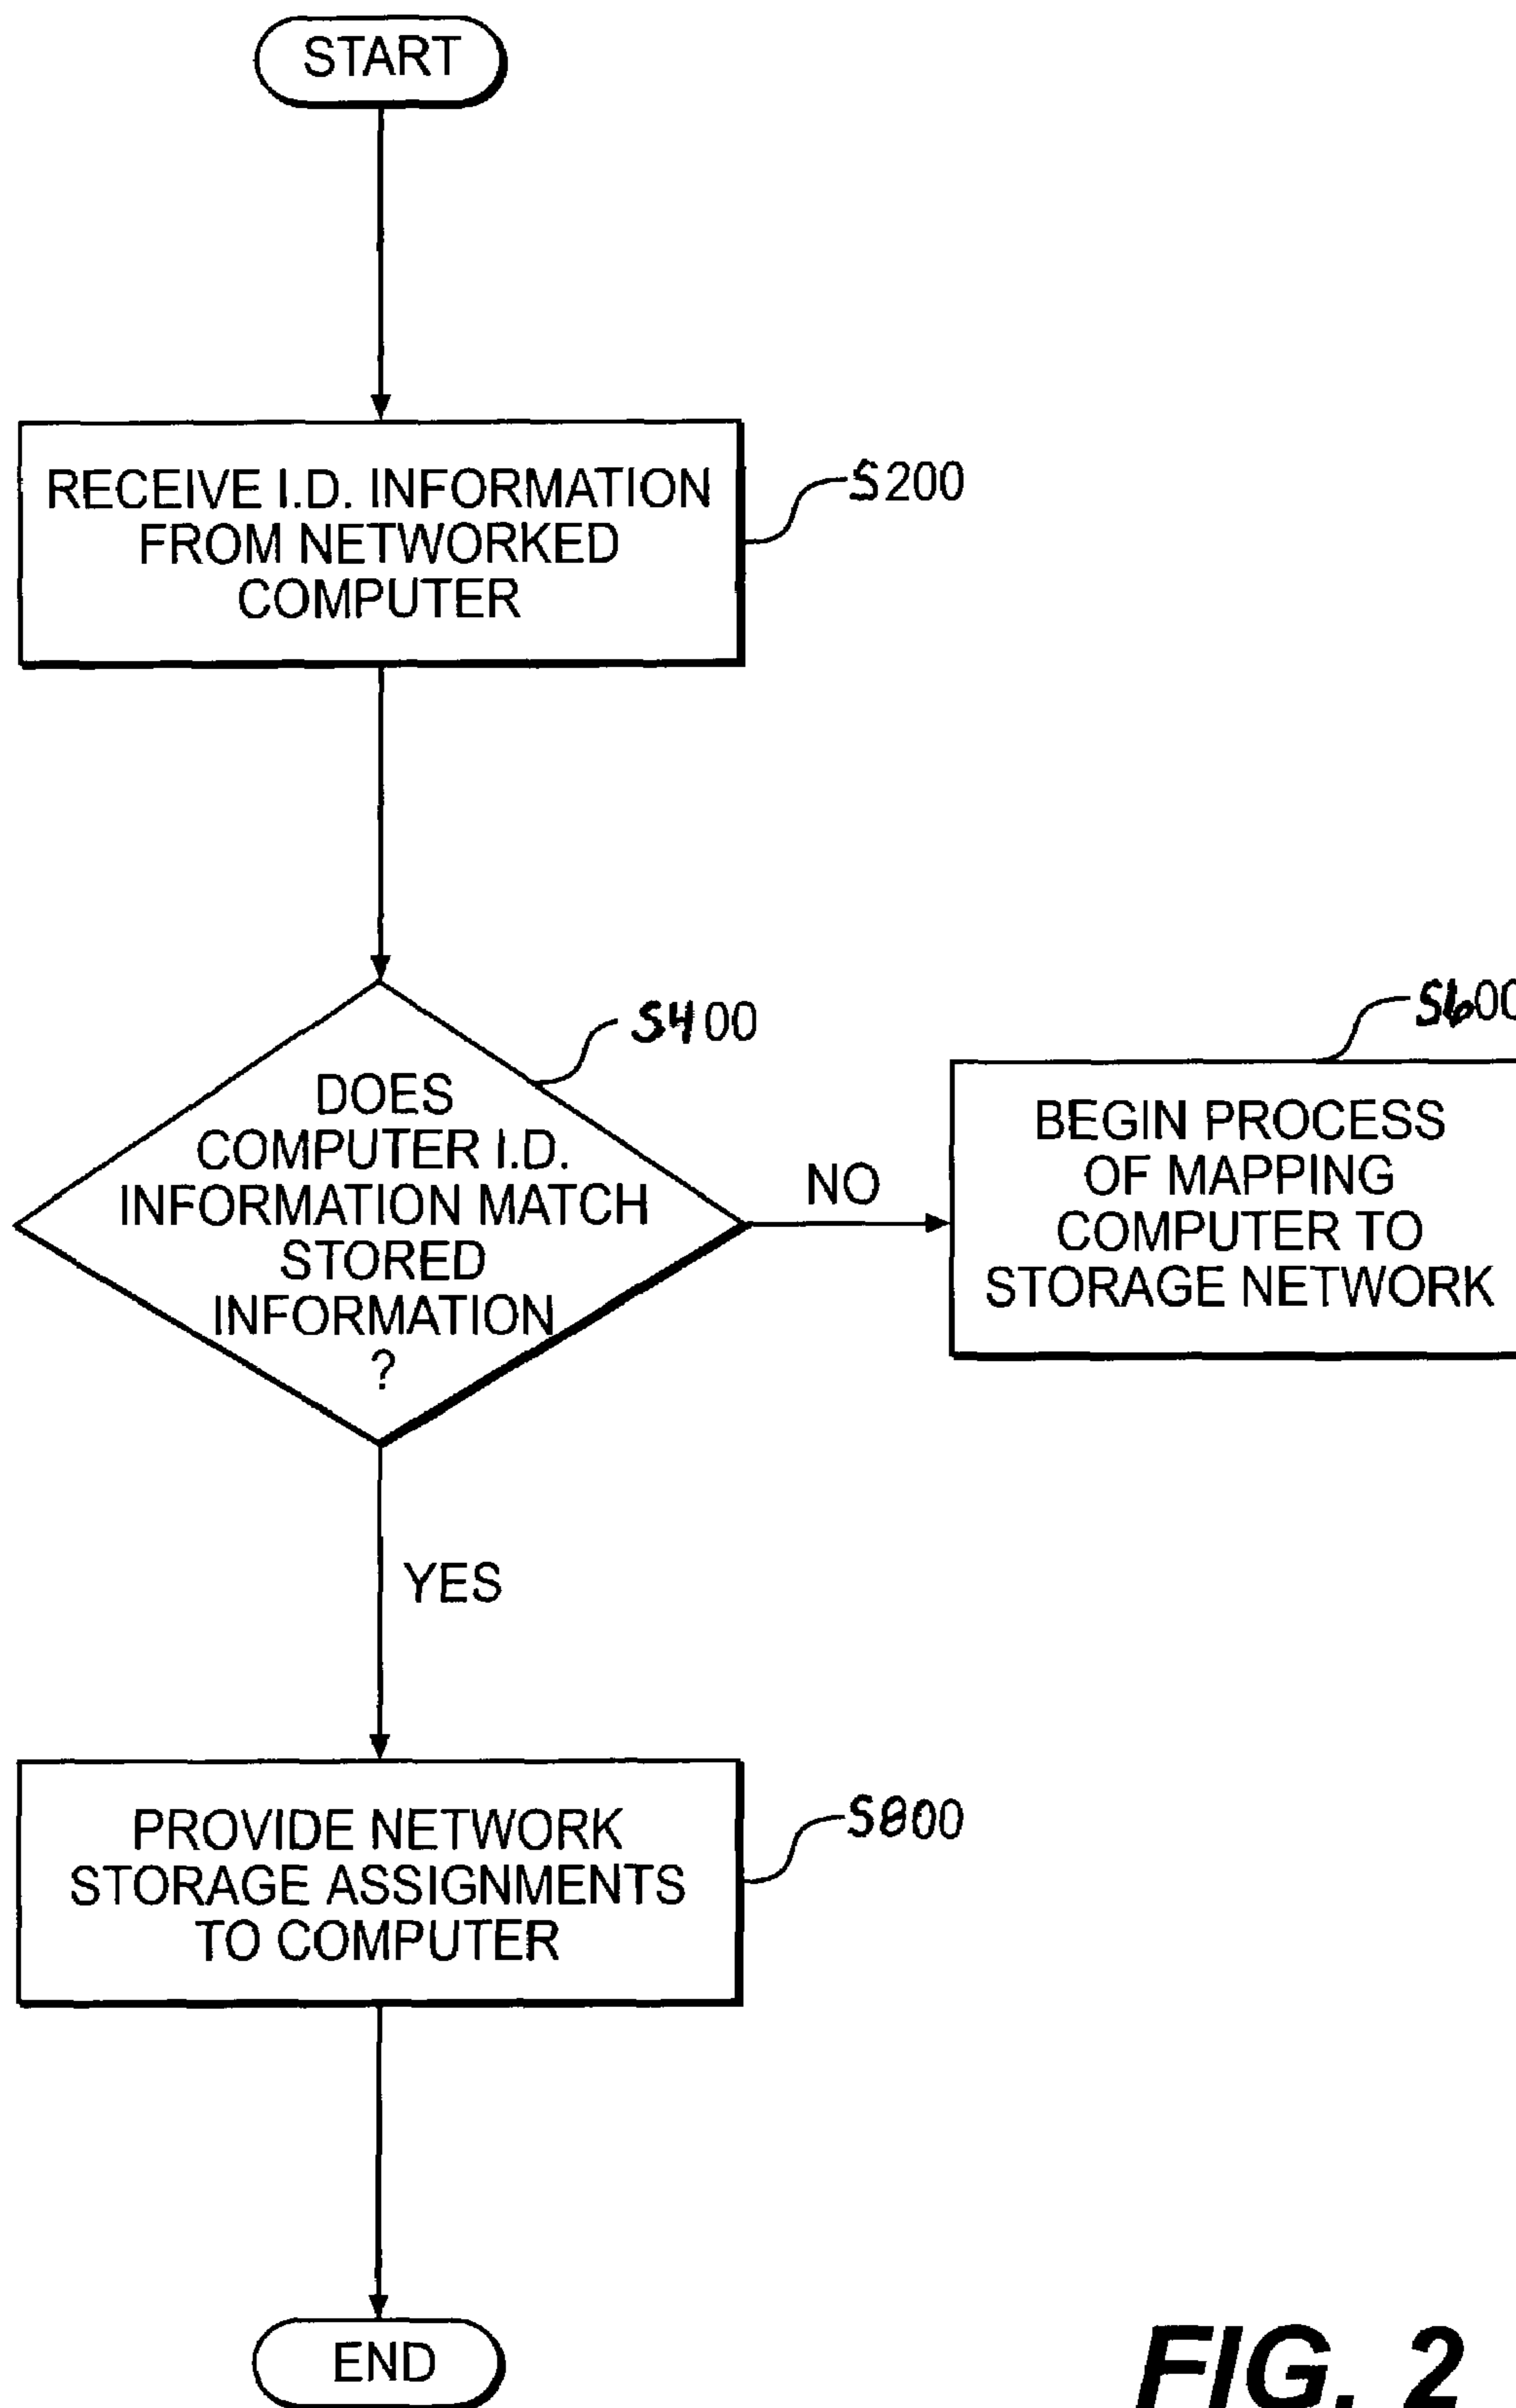 START
RECEIVE I.D. INFORMATION
FROM NETWORKED
COMPUTER
S200
DOES
COMPUTER I.D.
INFORMATION MATCH
STORED
INFORMATION
?
S400
NO
S600
BEGIN PROCESS
OF MAPPING
COMPUTER TO
STORAGE NETWORK
YES
PROVIDE NETWORK
STORAGE ASSIGNMENTS
TO COMPUTER
S800
END
FIG. 2